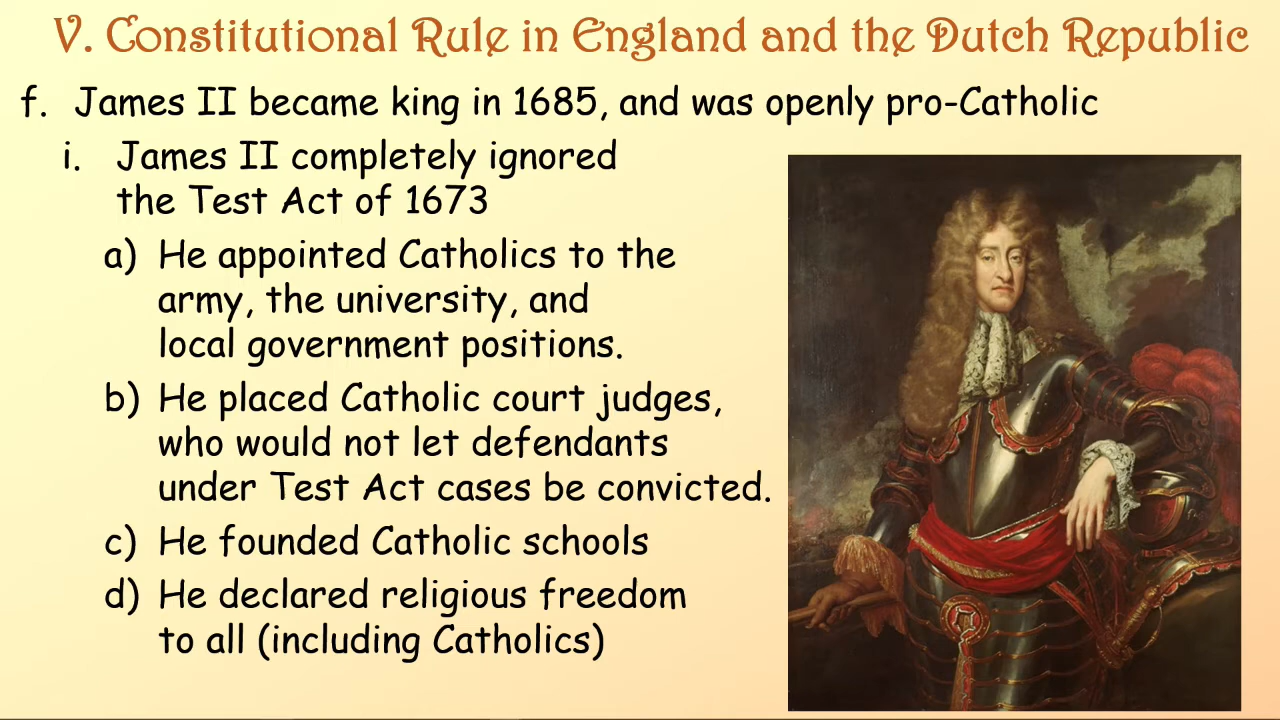 V. Constitutional Rule in England and the Dutch Republic
f. James II became king in 1685, and was openly pro-Catholic
i. James II completely ignored
the Test Act of 1673
a) He appointed Catholics to the
army, the university, and
local government positions.
b) He placed Catholic court judges,
who would not let defendants
under Test Act cases be convicted.
c) He founded Catholic schools
d) He declared religious freedom
to all (including Catholics)